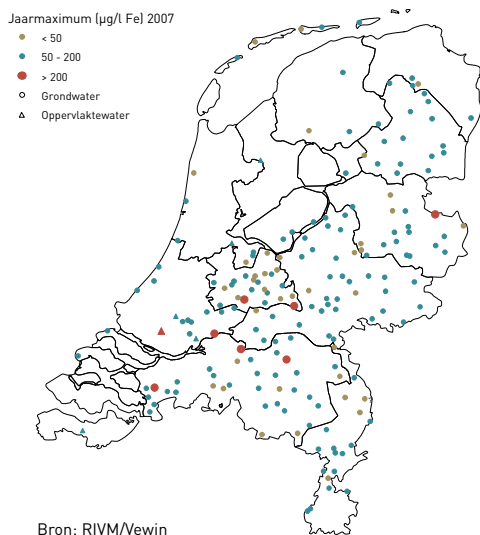 Jaarmaximum (µg/l Fe) 2007
< 50
50 - 200
> 200
Grondwater
Oppervlaktewater
Bron: RIVM/Vewin